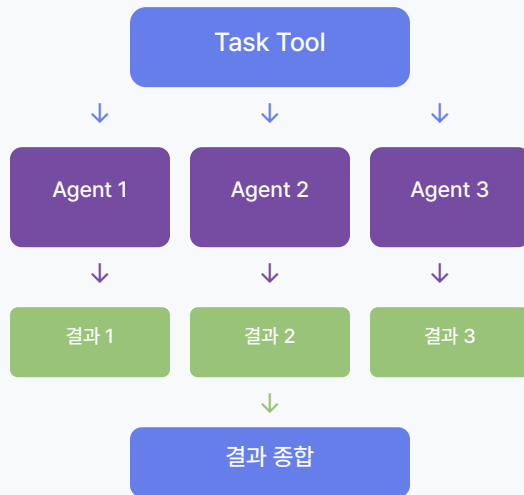 Task Tool
↓ ↓ ↓
Agent 1 Agent 2 Agent 3
↓ ↓ ↓
결과 1 결과 2 결과 3
↓
결과 종합